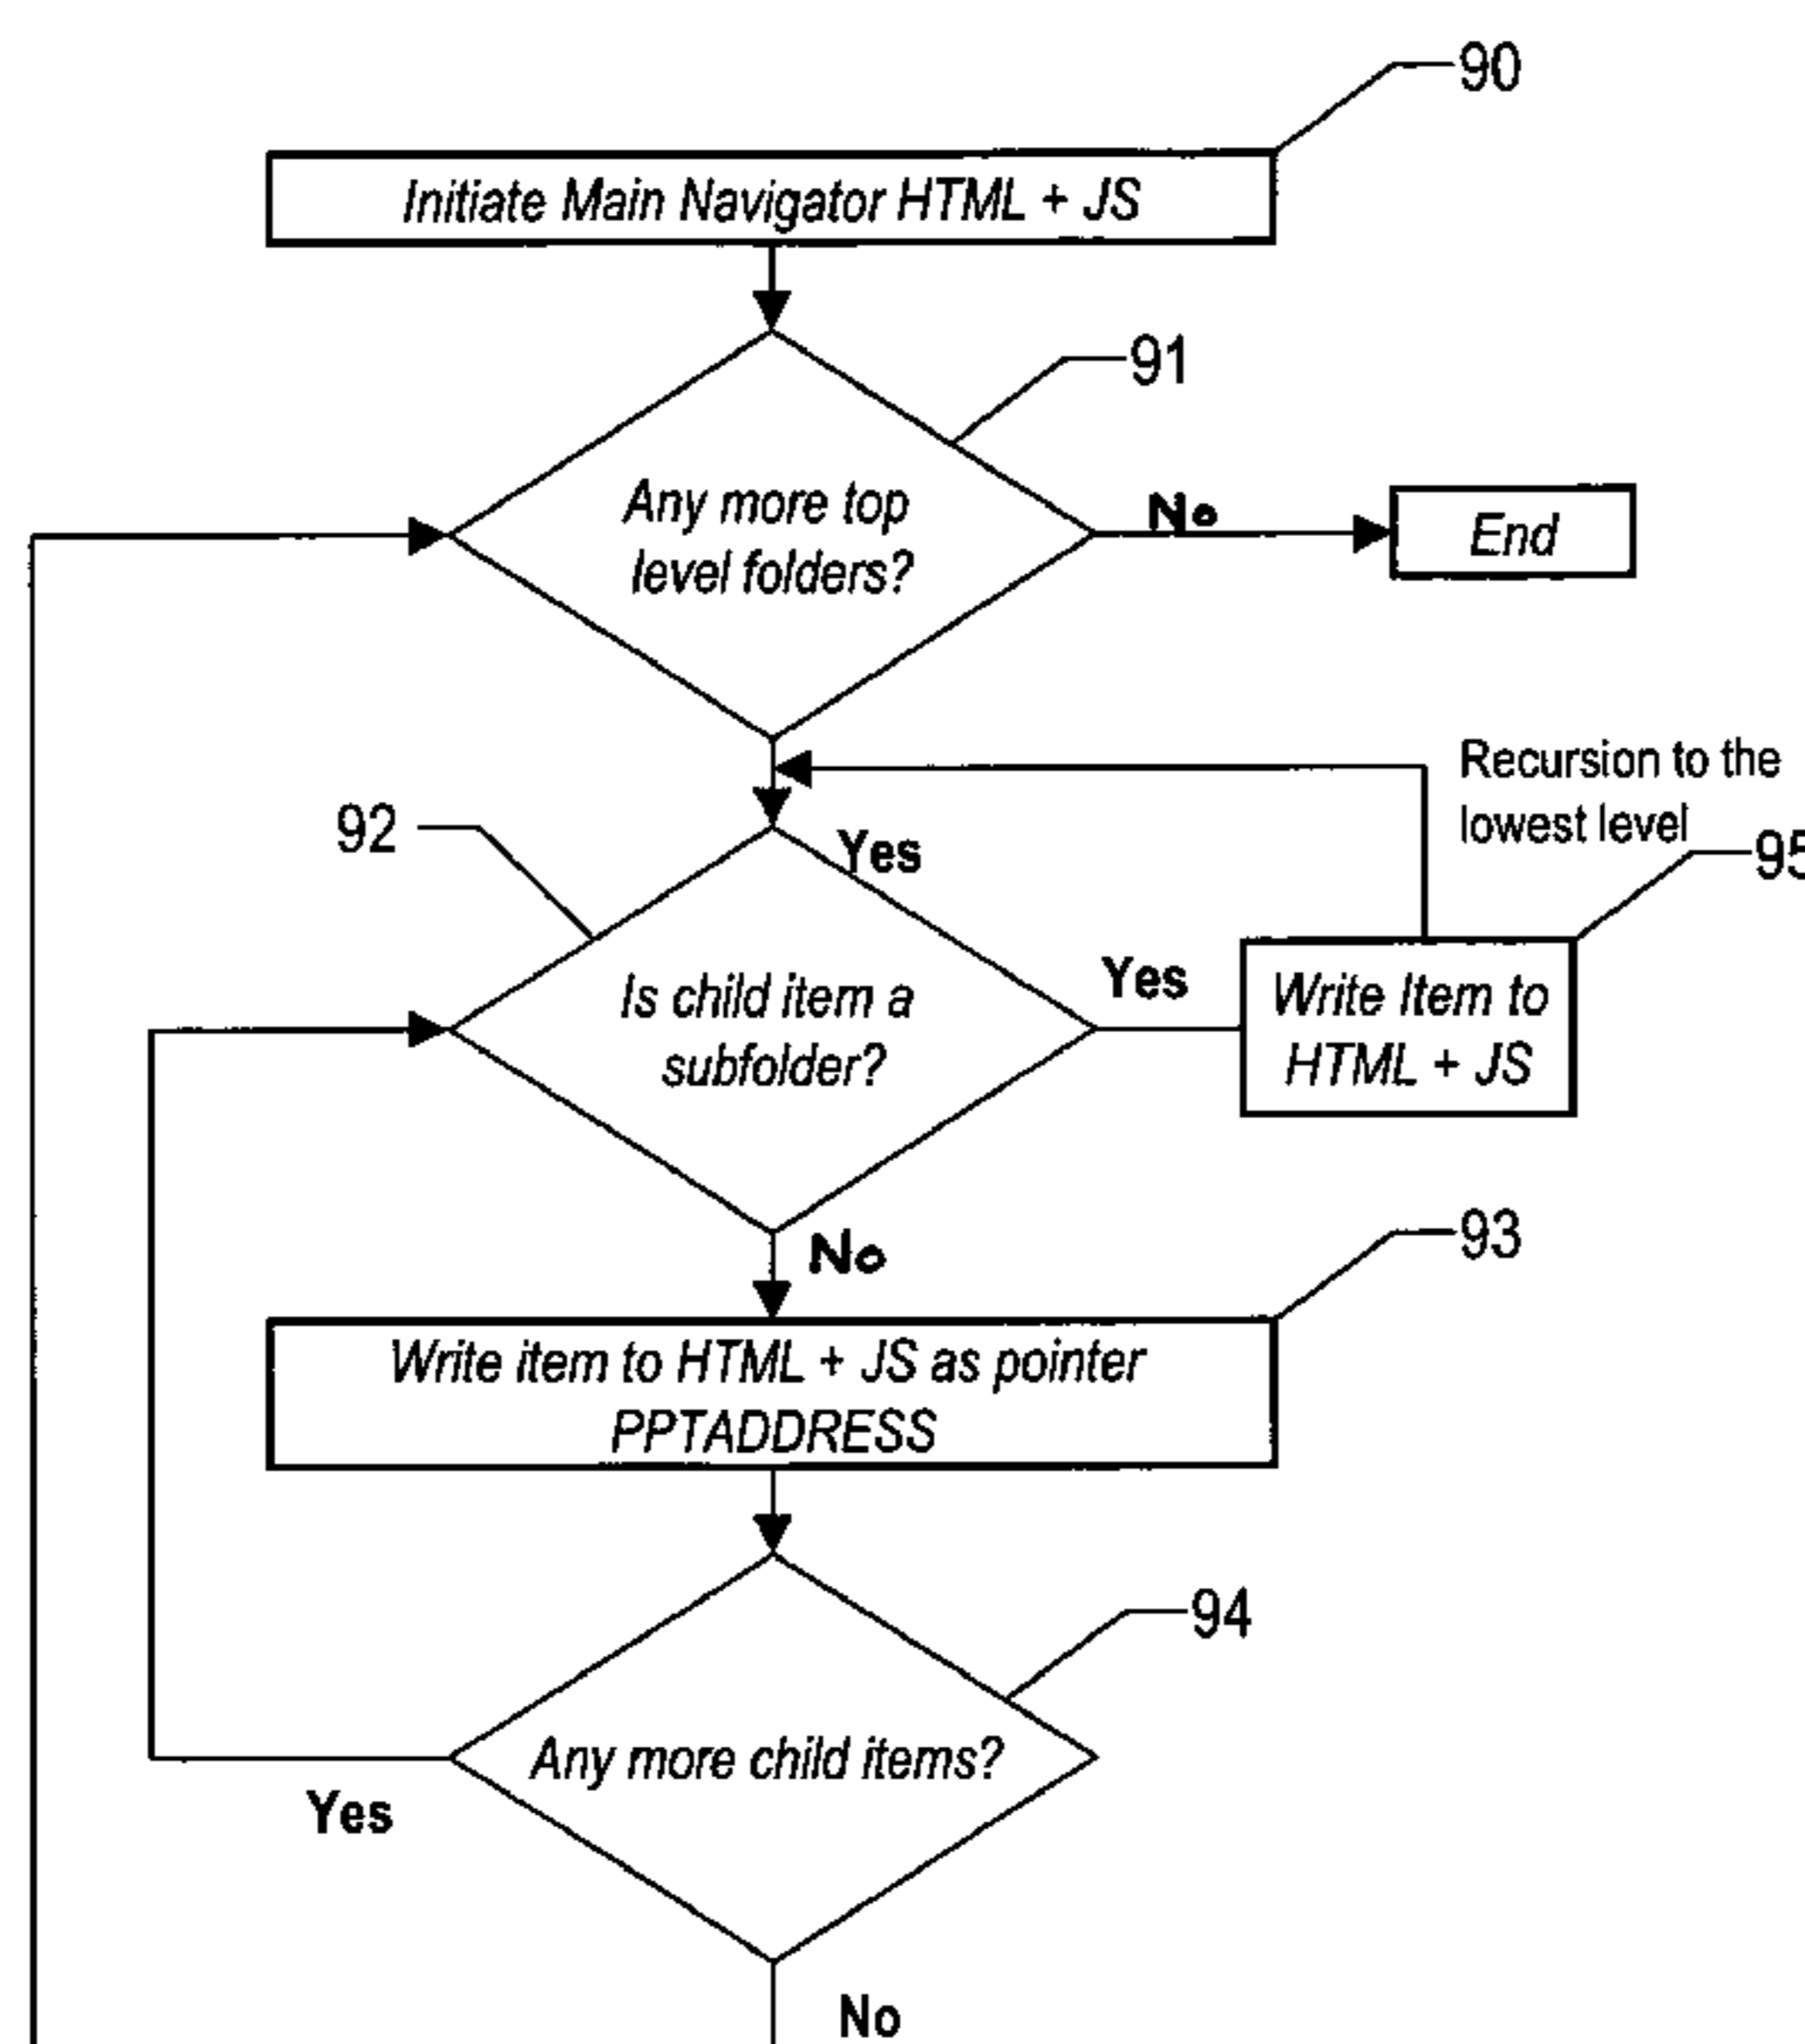 90
Initiate Main Navigator HTML + JS
91
Any more top
level folders?
No
End
Recursion to the
lowest level
92
Yes
95
Is child item a
subfolder?
Yes
Write Item to
HTML + JS
No
93
Write item to HTML + JS as pointer
PPTADDRESS
94
Any more child items?
Yes
No